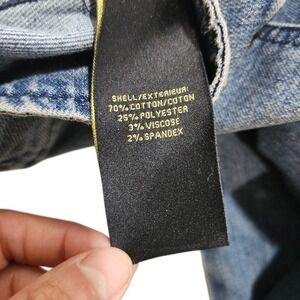 SHELL/EXTERIEUR:
70% COTTON/COTON
25% POLYESTER
3% VISCOSE
2% SPANDEX